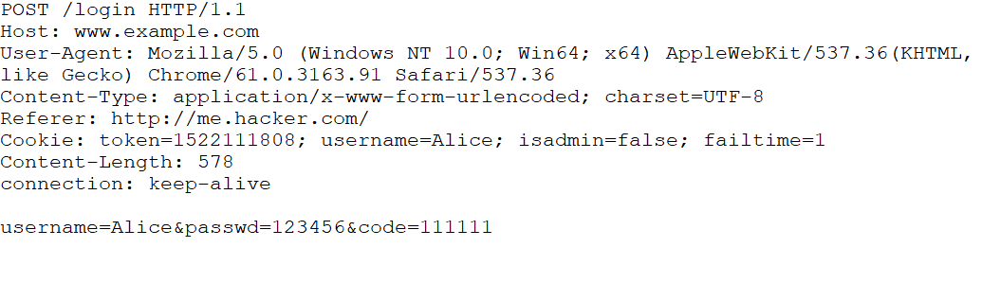 POST /login HTTP/1.1
Host: www.example.com
User-Agent: Mozilla/5.0 (Windows NT 10.0; Win64; x64) AppleWebKit/537.36(KHTML,
like Gecko) Chrome/61.0.3163.91 Safari/537.36
Content-Type: application/x-www-form-urlencoded; charset=UTF-8
Referer: http://me.hacker.com/
Cookie: token=1522111808; username=Alice; isadmin=false; failtime=1
Content-Length: 578
connection: keep-alive

username=Alice&passwd=123456&code=111111